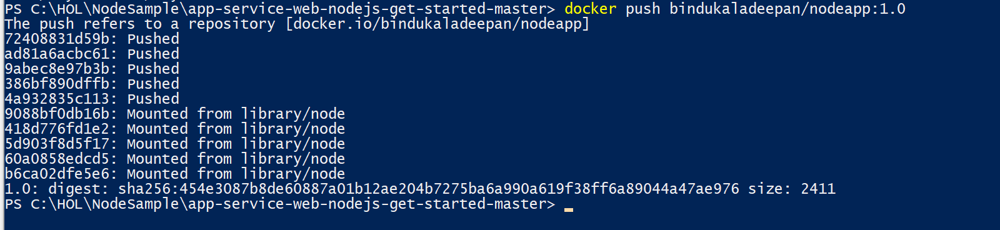 PS C:\HOL\NodeSample\app-service-web-nodejs-get-started-master> docker push bindukaladeepan/nodeapp:1.0
The push refers to a repository [docker.io/bindukaladeepan/nodeapp]
72408831d59b: Pushed
ad81a6acbc61: Pushed
9abec8e97b3b: Pushed
386bf890dffb: Pushed
4a932835c113: Pushed
9088bf0db16b: Mounted from library/node
418d776fd1e2: Mounted from library/node
5d903f8d5f17: Mounted from library/node
60a0858edcd5: Mounted from library/node
b6ca02dfe5e6: Mounted from library/node
1.0: digest: sha256:454e3087b8de60887a01b12ae204b7275ba6a990a619f38ff6a89044a47ae976 size: 2411
PS C:\HOL\NodeSample\app-service-web-nodejs-get-started-master>